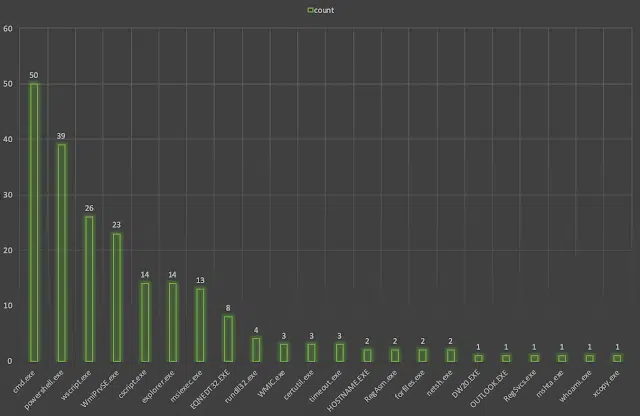 count
60
50
40
30
20
10
0
50
39
26
23
14
14
13
8
4
3
3
3
2
2
2
2
1
1
1
1
1
1
cmd.exe
powershell.exe
wscript.exe
WmiPrvSE.exe
cscript.exe
explorer.exe
msiexec.exe
EQNEDT32.EXE
rundll32.exe
WMIC.exe
certutil.exe
timeout.exe
HOSTNAME.EXE
RegAsm.exe
forfiles.exe
netsh.exe
DW20.EXE
OUTLOOK.EXE
RegSvcs.exe
mshta.exe
whoami.exe
xcopy.exe